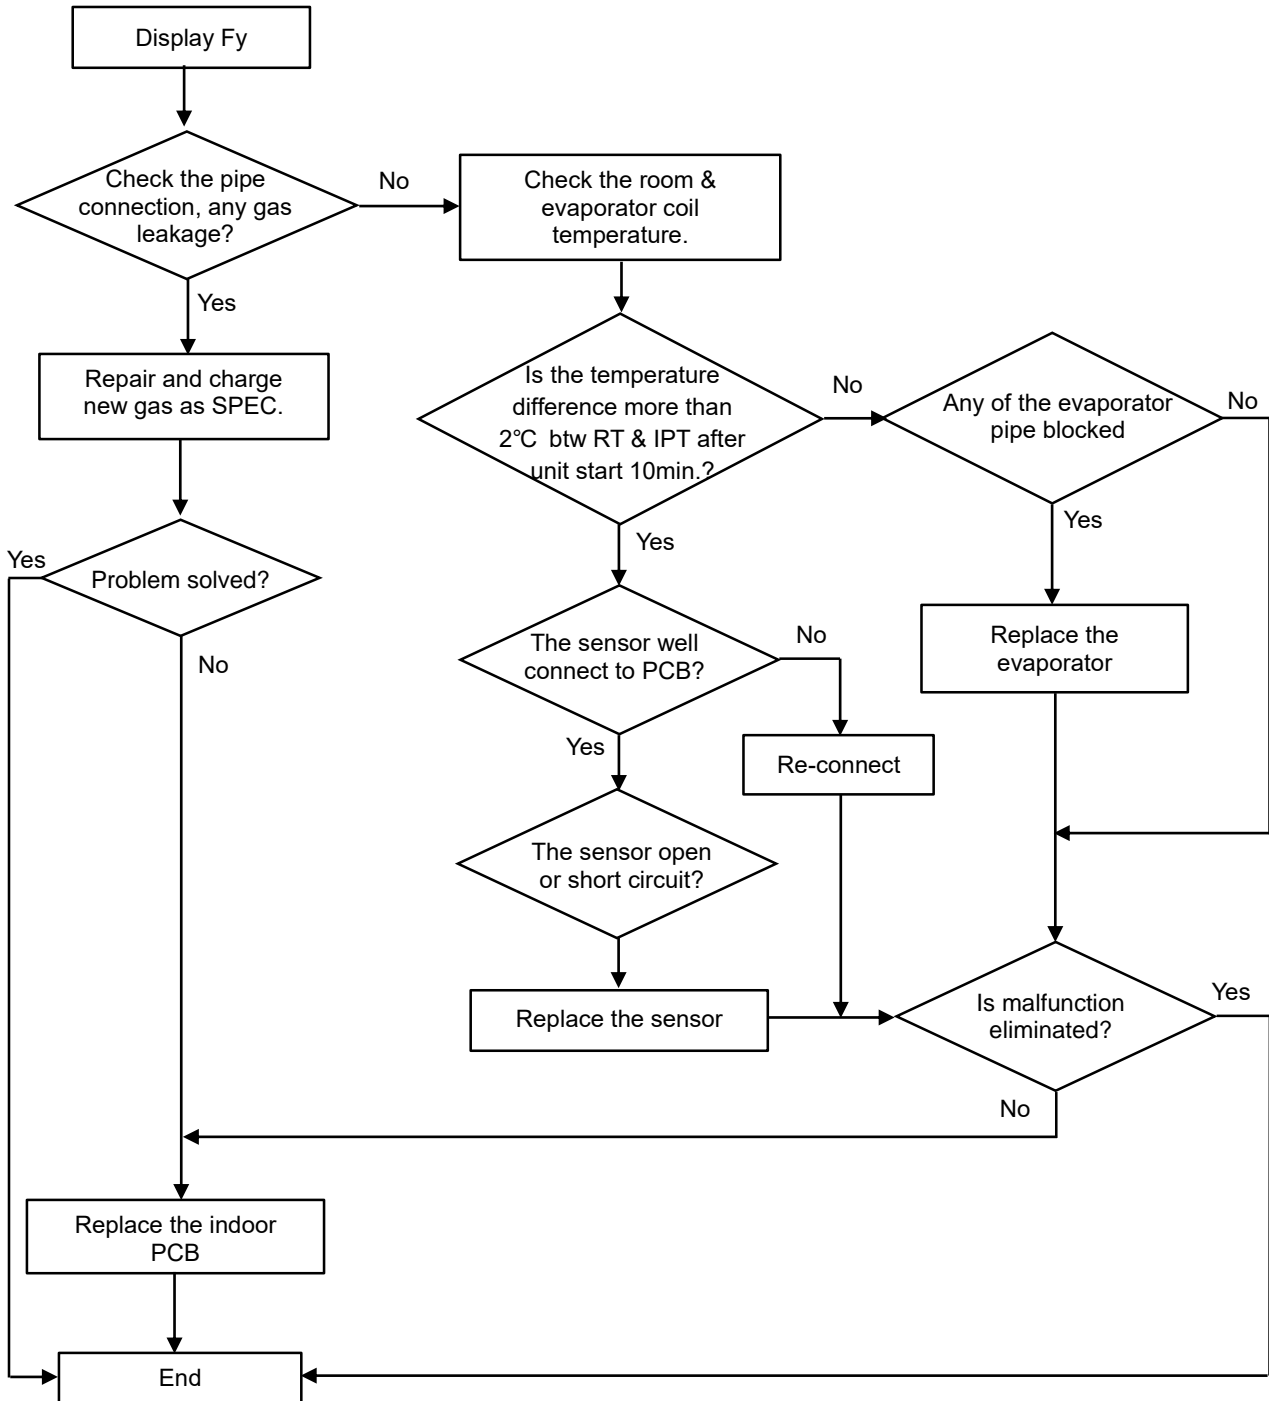 Display Fy
Check the pipe
connection, any gas
leakage?
No
Check the room &
evaporator coil
temperature.
Yes
Repair and charge
new gas as SPEC.
Is the temperature
difference more than
2℃ btw RT & IPT after
unit start 10min.?
No
Any of the evaporator
pipe blocked
No
Yes
Yes
Yes
Problem solved?
No
The sensor well
connect to PCB?
No
Replace the
evaporator
Yes
Re-connect
The sensor open
or short circuit?
Replace the sensor
Is malfunction
eliminated?
Yes
No
Replace the indoor
PCB
End